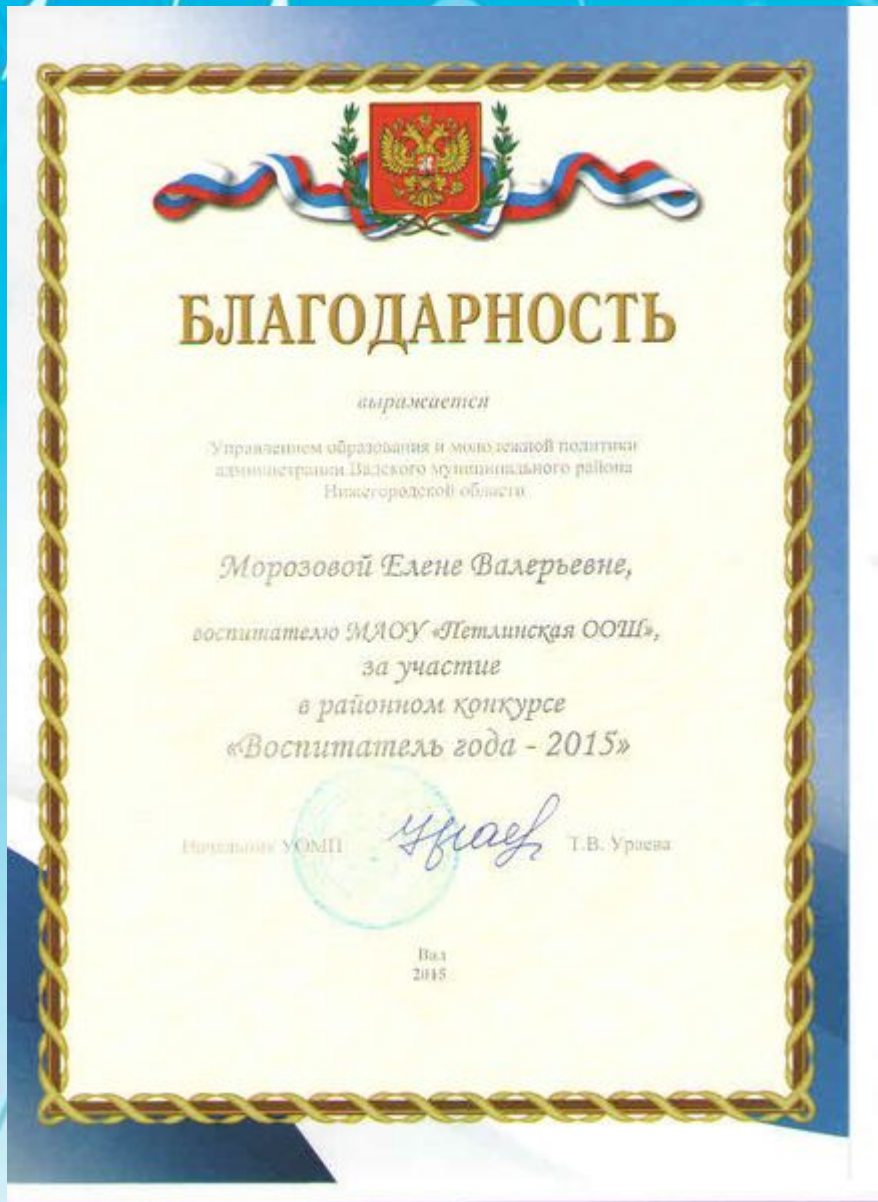 БЛАГОДАРНОСТЬ
выражается
Управлением образования и молодежной политики
администрации Вадского муниципального района
Нижегородской области
Морозовой Елене Валерьевне,
воспитателю МАОУ «Петлинская ООШ»,
за участие
в районном конкурсе
«Воспитатель года - 2015»
Начальник УОМП Т.В. Ураева
Вад
2015